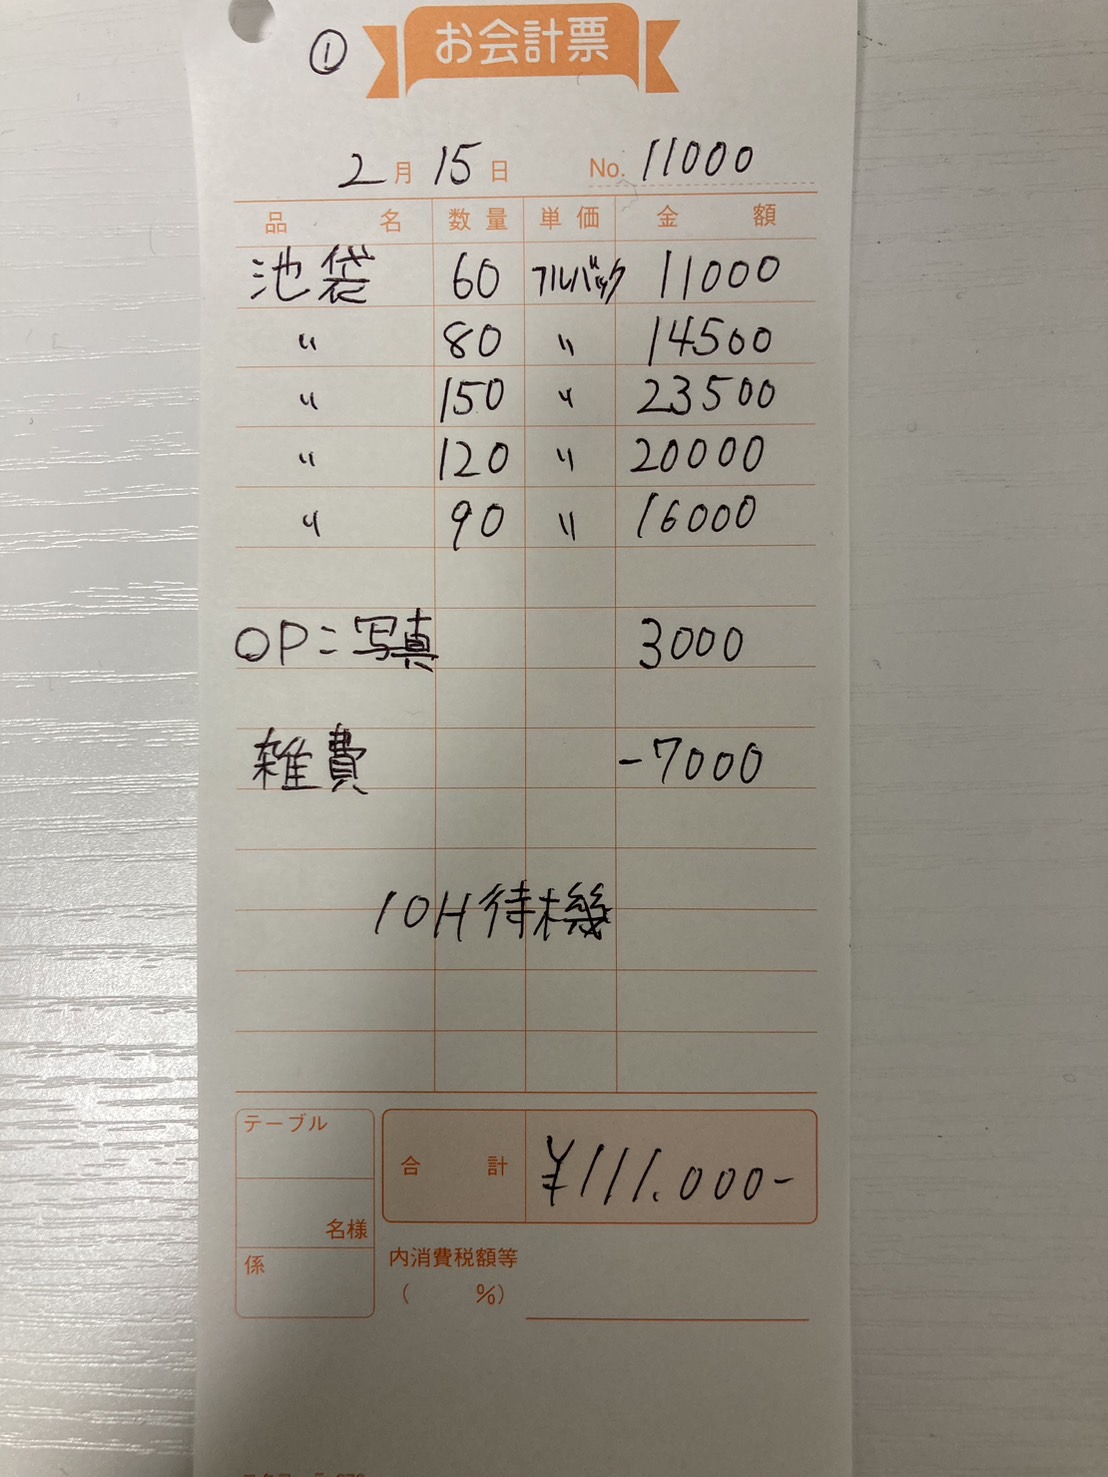 ① お会計票
2月15日 No. 11000
品名 数量 単価 金額
池袋 60 フルバック 11000
〃 80 〃 14500
〃 150 〃 23500
〃 120 〃 20000
〃 90 〃 16000
OP=写真 3000
雑費 -7000
10H待機
テーブル
合計 ¥111.000-
名様
係
内消費税額等
( %)